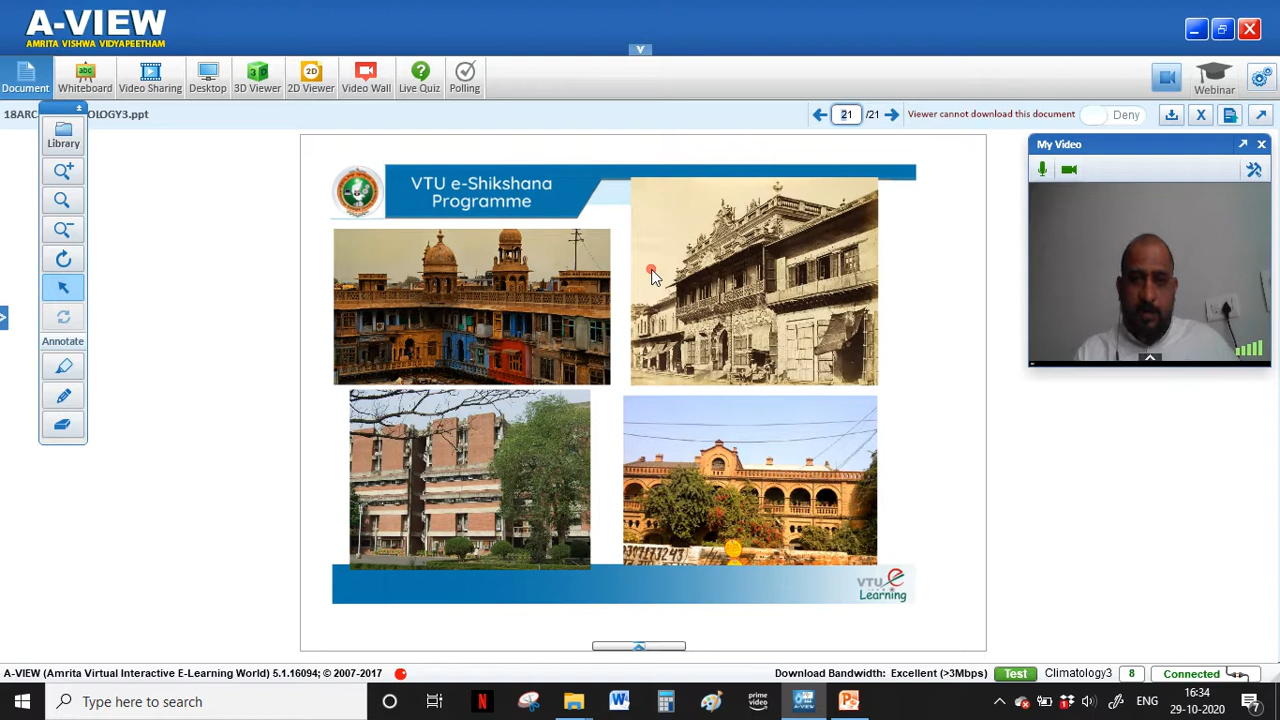 A-VIEW
AMRITA VISHWA VIDYAPEETHAM
Document
Whiteboard
Video Sharing
Desktop
3D Viewer
2D Viewer
Video Wall
Live Quiz
Polling
Webinar
18ARC
OLOGY3.ppt
21 /21
Viewer cannot download this document
Deny
Library
Annotate
My Video
VTU e-Shikshana
Programme
VTU e
Learning
A-VIEW (Amrita Virtual Interactive E-Learning World) 5.1.16094; © 2007-2017
Download Bandwidth: Excellent (>3Mbps)
Test
Climatology3
8
Connected
Type here to search
prime
video
ENG
16:34
29-10-2020
7